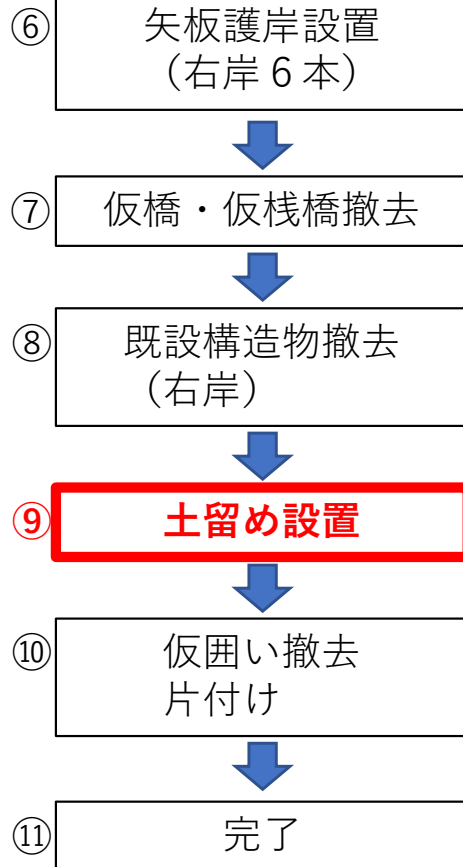 ⑥ 矢板護岸設置
（右岸６本）
⑦ 仮橋・仮桟橋撤去
⑧ 既設構造物撤去
（右岸）
⑨ 土留め設置
⑩ 仮囲い撤去
片付け
⑪ 完了